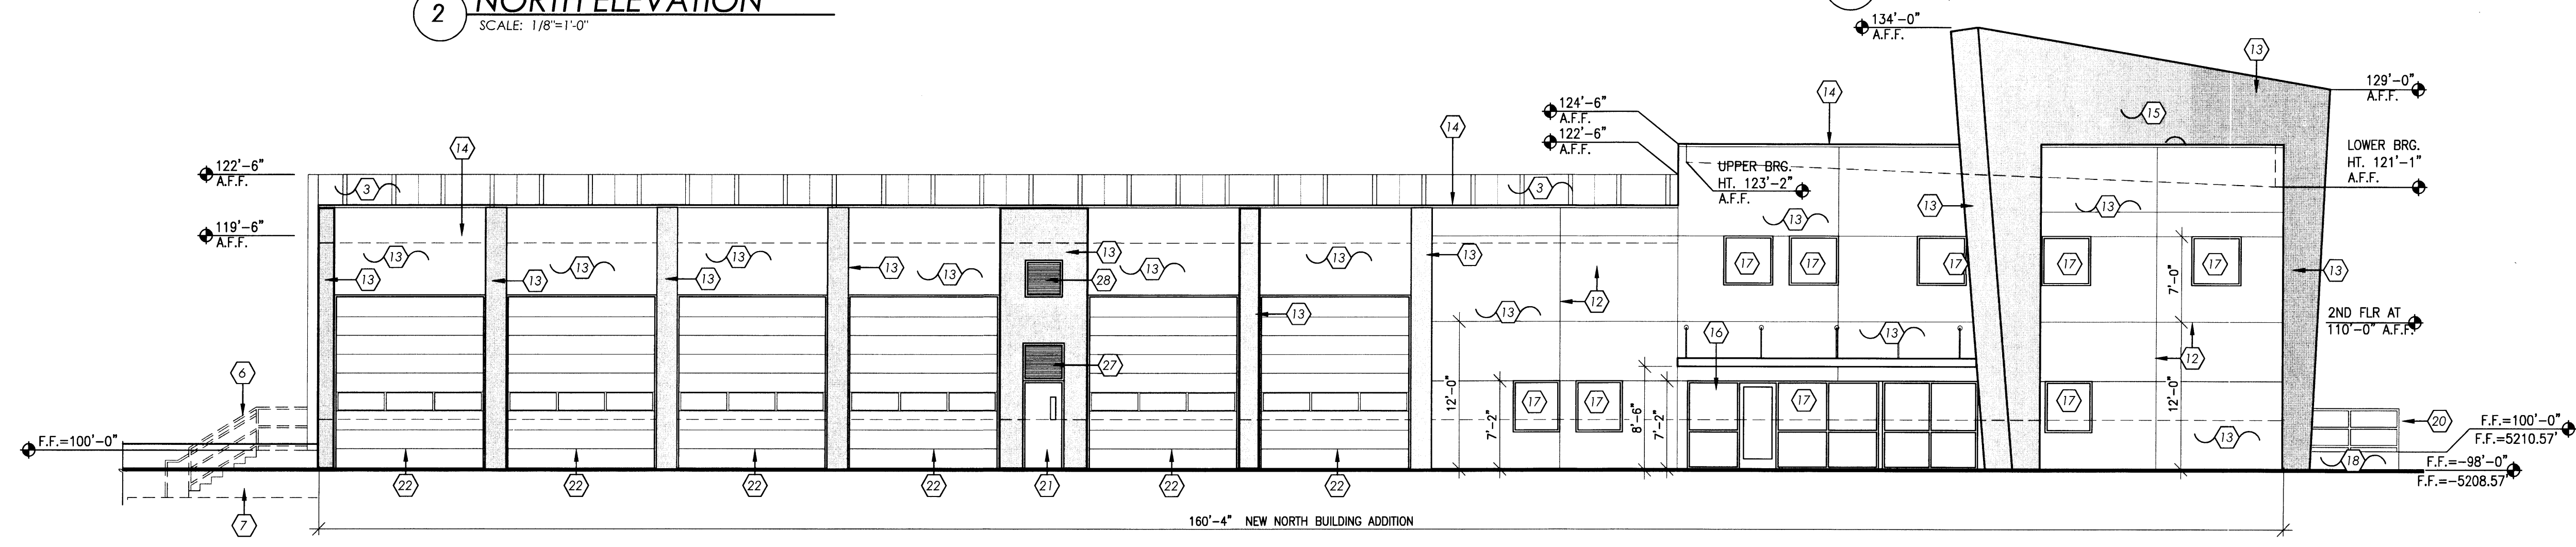 2 NORTH ELEVATION
SCALE: 1/8"=1'-0"
134'-0"
A.F.F.
13
129'-0"
A.F.F.
14
124'-6"
A.F.F.
15
14
14
122'-6"
A.F.F.
LOWER BRG.
HT. 121'-1"
A.F.F.
122'-6"
A.F.F.
3
3
UPPER BRG.
HT. 123'-2"
A.F.F.
13
13
13
119'-6"
A.F.F.
13
13
13
13
13
13
13
13
13
13
13
13
28
13
17
17
17
17
17
13
12
7'-0"
13
13
2ND FLR AT
110'-0" A.F.F.
16
13
12
27
6
12'-0"
7'-2"
17
17
8'-6"
7'-2"
17
17
12'-0"
20
F.F.=100'-0"
F.F.=100'-0"
F.F.=5210.57'
13
18
F.F.=-98'-0"
F.F.=-5208.57'
22
22
22
22
21
22
22
7
160'-4" NEW NORTH BUILDING ADDITION